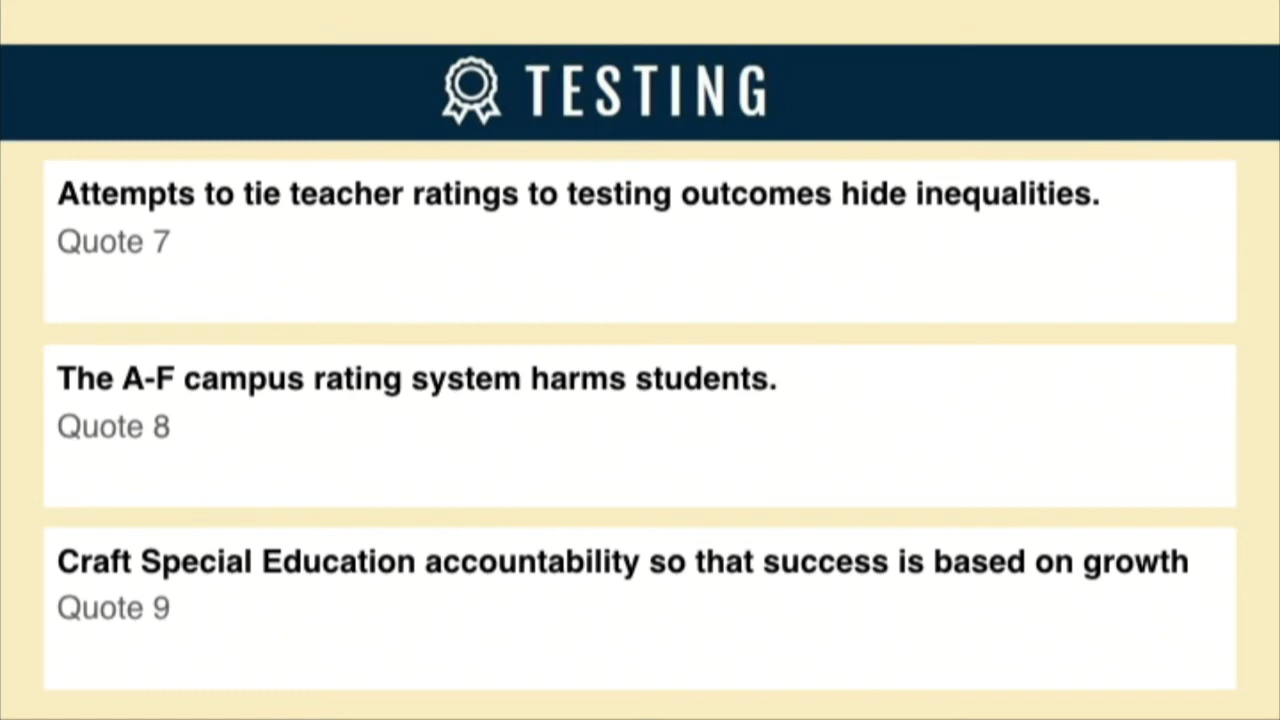 TESTING
Attempts to tie teacher ratings to testing outcomes hide inequalities.
Quote 7
The A-F campus rating system harms students.
Quote 8
Craft Special Education accountability so that success is based on growth
Quote 9